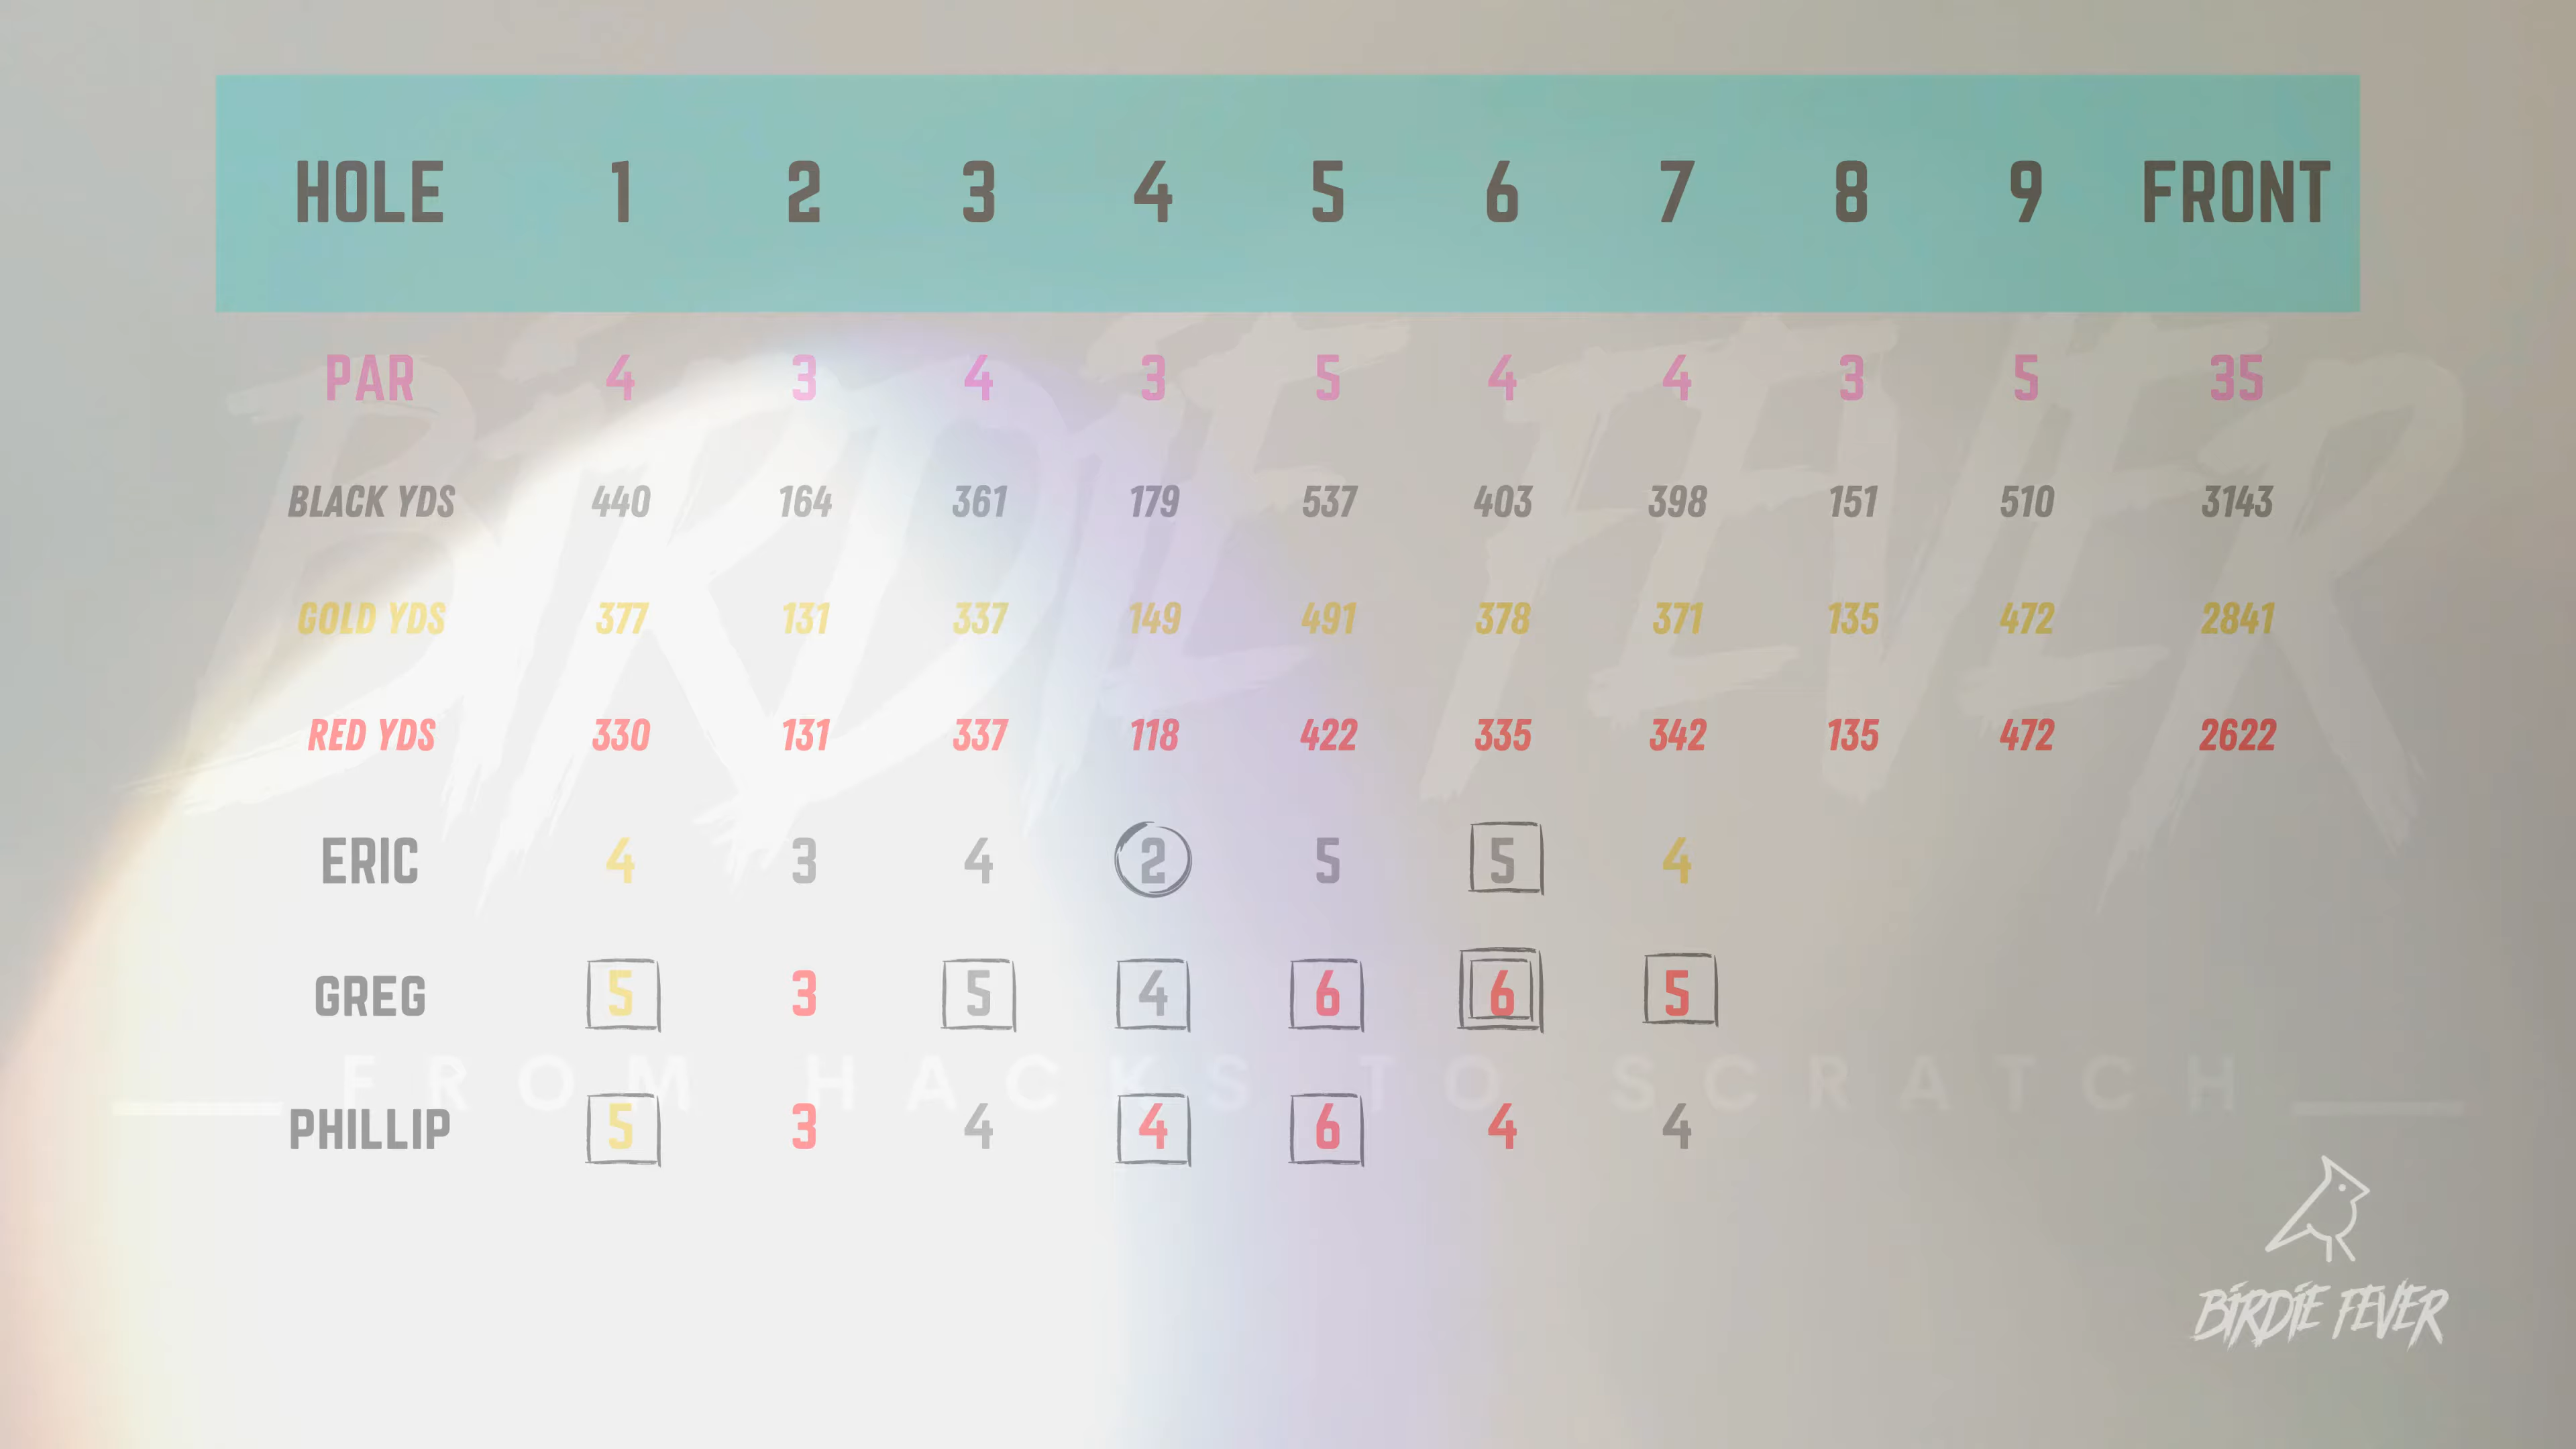 HOLE 1 2 3 4 5 6 7 8 9 FRONT
PAR 4 3 4 3 5 4 4 3 5 35
BLACK YDS 440 164 361 179 537 403 398 151 510 3143
GOLD YDS 377 131 337 149 491 378 371 135 472 2841
RED YDS 330 131 337 118 422 335 342 135 472 2622
BIRDIE FEVER
ERIC 4 3 4 2 5 5 4
GREG 5 3 5 4 6 6 5
FROM HACKS TO SCRATCH
PHILLIP 5 3 4 4 6 4 4
BIRDIE FEVER